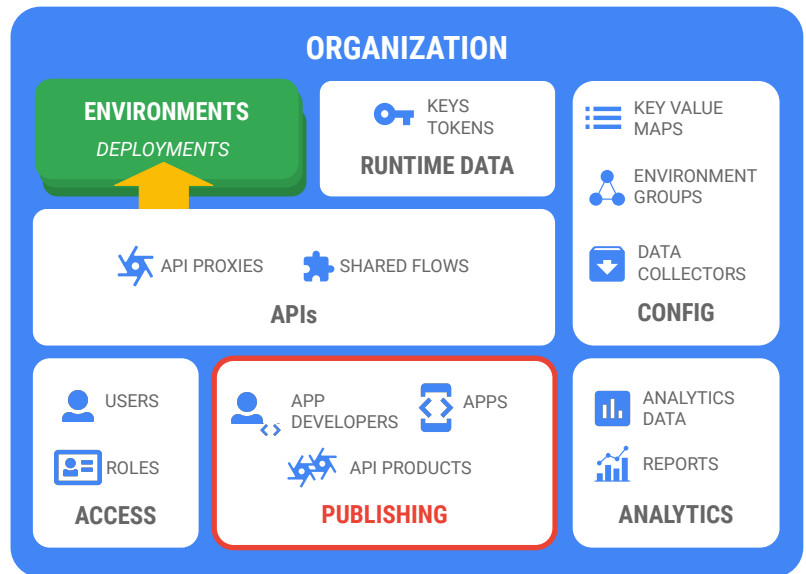 ORGANIZATION
ENVIRONMENTS
DEPLOYMENTS
KEYS
TOKENS
RUNTIME DATA
KEY VALUE
MAPS
ENVIRONMENT
GROUPS
DATA
COLLECTORS
CONFIG
API PROXIES
SHARED FLOWS
APIs
USERS
ROLES
ACCESS
APP
DEVELOPERS
APPS
API PRODUCTS
PUBLISHING
ANALYTICS
DATA
REPORTS
ANALYTICS